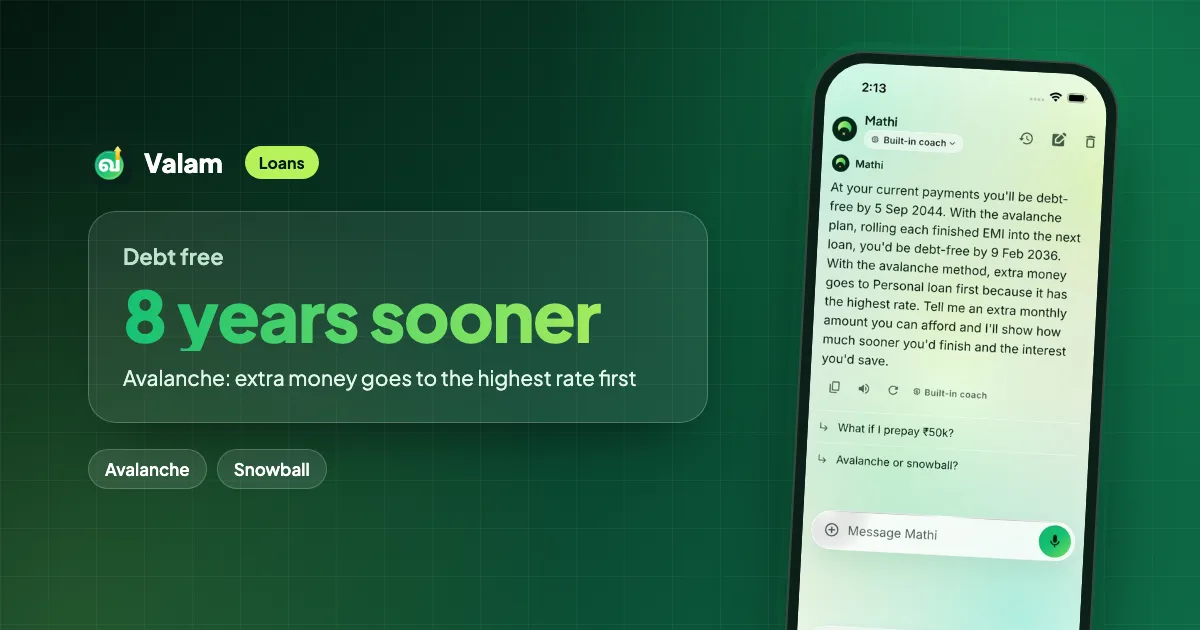 வ
Valam
Loans
Debt free
8 years sooner
Avalanche: extra money goes to the highest rate first
Avalanche
Snowball
2:13
Mathi
Built-in coach
Mathi
At your current payments you'll be debt-
free by 5 Sep 2044. With the avalanche
plan, rolling each finished EMI into the next
loan, you'd be debt-free by 9 Feb 2036.
With the avalanche method, extra money
goes to Personal loan first because it has
the highest rate. Tell me an extra monthly
amount you can afford and I'll show how
much sooner you'd finish and the interest
you'd save.
Built-in coach
What if I prepay ₹50k?
Avalanche or snowball?
Message Mathi